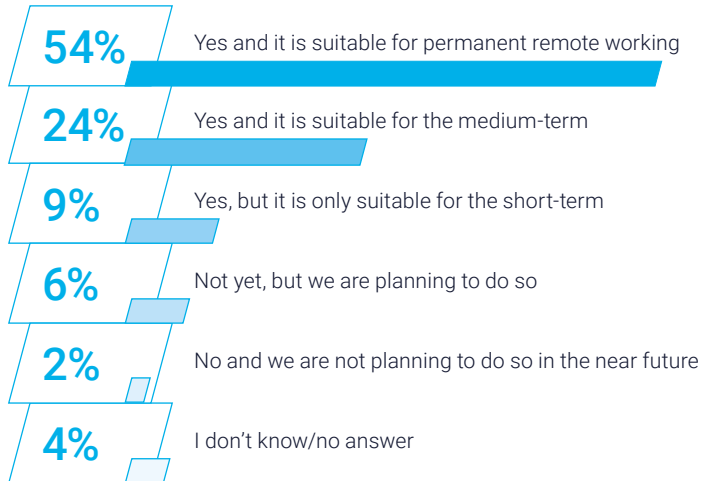 54%
Yes and it is suitable for permanent remote working
24%
Yes and it is suitable for the medium-term
9%
Yes, but it is only suitable for the short-term
6%
Not yet, but we are planning to do so
2%
No and we are not planning to do so in the near future
4%
I don’t know/no answer